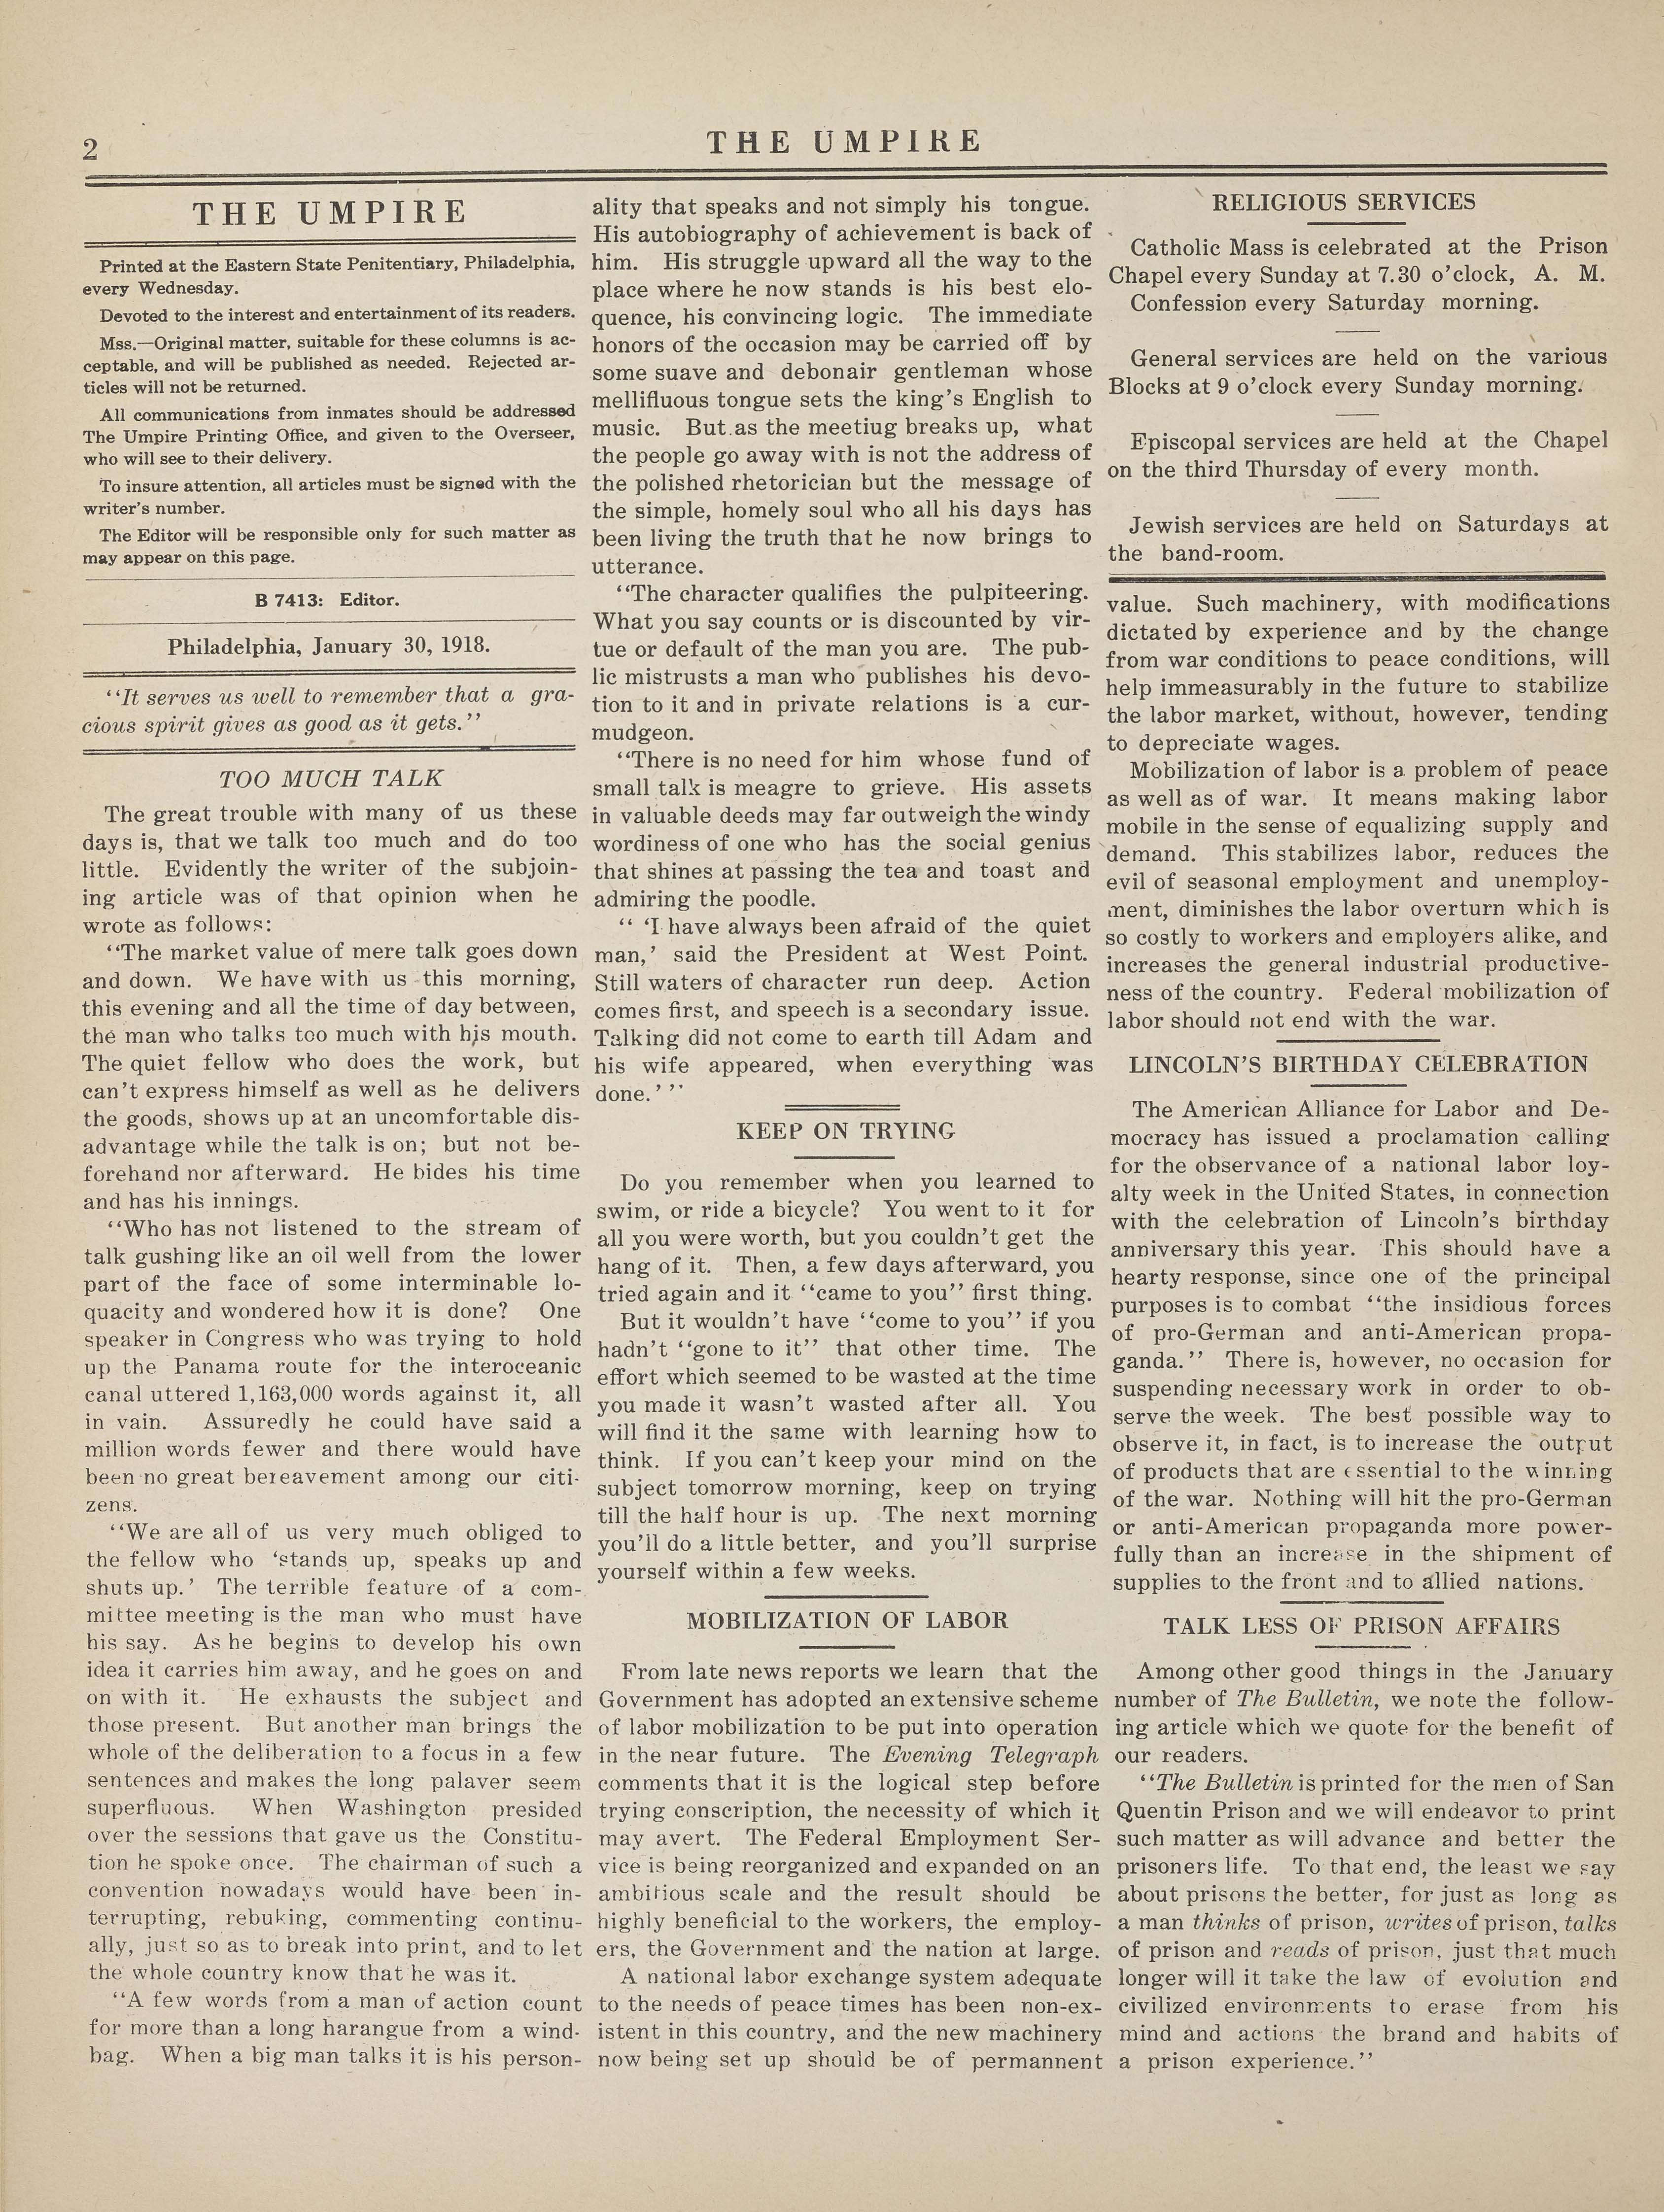 2
THE UMPIRE
THE UMPIRE
Printed at the Eastern State Penitentiary, Philadelphia,
every Wednesday.
Devoted to the interest and entertainment of its readers.
Mss.—Original matter, suitable for these columns is ac-
ceptable, and will be published as needed. Rejected ar-
ticles will not be returned.
All communications from inmates should be addressed
The Umpire Printing Office, and given to the Overseer,
who will see to their delivery.
To insure attention, all articles must be signed with the
writer's number.
The Editor will be responsible only for such matter as
may appear on this page.
B 7413: Editor.
Philadelphia, January 30, 1918.
"It serves us well to remember that a gra-
cious spirit gives as good as it gets."
TOO MUCH TALK
The great trouble with many of us these
days is, that we talk too much and do too
little. Evidently the writer of the subjoin-
ing article was of that opinion when he
wrote as follows:
"The market value of mere talk goes down
and down. We have with us this morning,
this evening and all the time of day between,
the man who talks too much with his mouth.
The quiet fellow who does the work, but
can't express himself as well as he delivers
the goods, shows up at an uncomfortable dis-
advantage while the talk is on; but not be-
forehand nor afterward. He bides his time
and has his innings.
"Who has not listened to the stream of
talk gushing like an oil well from the lower
part of the face of some interminable lo-
quacity and wondered how it is done? One
speaker in Congress who was trying to hold
up the Panama route for the interoceanic
canal uttered 1,163,000 words against it, all
in vain. Assuredly he could have said a
million words fewer and there would have
been no great bereavement among our citi-
zens.
"We are all of us very much obliged to
the fellow who 'stands up, speaks up and
shuts up.' The terrible feature of a com-
mittee meeting is the man who must have
his say. As he begins to develop his own
idea it carries him away, and he goes on and
on with it. He exhausts the subject and
those present. But another man brings the
whole of the deliberation to a focus in a few
sentences and makes the long palaver seem
superfluous. When Washington presided
over the sessions that gave us the Constitu-
tion he spoke once. The chairman of such a
convention nowadays would have been in-
terrupting, rebuking, commenting continu-
ally, just so as to break into print, and to let
the whole country know that he was it.
"A few words from a man of action count
for more than a long harangue from a wind-
bag. When a big man talks it is his person-
ality that speaks and not simply his tongue.
His autobiography of achievement is back of
him. His struggle upward all the way to the
place where he now stands is his best elo-
quence, his convincing logic. The immediate
honors of the occasion may be carried off by
some suave and debonair gentleman whose
mellifluous tongue sets the king's English to
music. But as the meetiug breaks up, what
the people go away with is not the address of
the polished rhetorician but the message of
the simple, homely soul who all his days has
been living the truth that he now brings to
utterance.
"The character qualifies the pulpiteering.
What you say counts or is discounted by vir-
tue or default of the man you are. The pub-
lic mistrusts a man who publishes his devo-
tion to it and in private relations is a cur-
mudgeon.
"There is no need for him whose fund of
small talk is meagre to grieve. His assets
in valuable deeds may far outweigh the windy
wordiness of one who has the social genius
that shines at passing the tea and toast and
admiring the poodle.
" 'I have always been afraid of the quiet
man,' said the President at West Point.
Still waters of character run deep. Action
comes first, and speech is a secondary issue.
Talking did not come to earth till Adam and
his wife appeared, when everything was
done.' "
KEEP ON TRYING
Do you remember when you learned to
swim, or ride a bicycle? You went to it for
all you were worth, but you couldn't get the
hang of it. Then, a few days afterward, you
tried again and it "came to you" first thing.
But it wouldn't have "come to you" if you
hadn't "gone to it" that other time. The
effort which seemed to be wasted at the time
you made it wasn't wasted after all. You
will find it the same with learning how to
think. If you can't keep your mind on the
subject tomorrow morning, keep on trying
till the half hour is up. The next morning
you'll do a little better, and you'll surprise
yourself within a few weeks.
MOBILIZATION OF LABOR
From late news reports we learn that the
Government has adopted an extensive scheme
of labor mobilization to be put into operation
in the near future. The Evening Telegraph
comments that it is the logical step before
trying conscription, the necessity of which it
may avert. The Federal Employment Ser-
vice is being reorganized and expanded on an
ambitious scale and the result should be
highly beneficial to the workers, the employ-
ers, the Government and the nation at large.
A national labor exchange system adequate
to the needs of peace times has been non-ex-
istent in this country, and the new machinery
now being set up should be of permannent
RELIGIOUS SERVICES
Catholic Mass is celebrated at the Prison
Chapel every Sunday at 7.30 o'clock, A. M.
Confession every Saturday morning.
General services are held on the various
Blocks at 9 o'clock every Sunday morning.
Episcopal services are held at the Chapel
on the third Thursday of every month.
Jewish services are held on Saturdays at
the band-room.
value. Such machinery, with modifications
dictated by experience and by the change
from war conditions to peace conditions, will
help immeasurably in the future to stabilize
the labor market, without, however, tending
to depreciate wages.
Mobilization of labor is a problem of peace
as well as of war. It means making labor
mobile in the sense of equalizing supply and
demand. This stabilizes labor, reduces the
evil of seasonal employment and unemploy-
ment, diminishes the labor overturn which is
so costly to workers and employers alike, and
increases the general industrial productive-
ness of the country. Federal mobilization of
labor should not end with the war.
LINCOLN'S BIRTHDAY CELEBRATION
The American Alliance for Labor and De-
mocracy has issued a proclamation calling
for the observance of a national labor loy-
alty week in the United States, in connection
with the celebration of Lincoln's birthday
anniversary this year. This should have a
hearty response, since one of the principal
purposes is to combat "the insidious forces
of pro-German and anti-American propa-
ganda." There is, however, no occasion for
suspending necessary work in order to ob-
serve the week. The best possible way to
observe it, in fact, is to increase the output
of products that are essential to the winning
of the war. Nothing will hit the pro-German
or anti-American propaganda more power-
fully than an increase in the shipment of
supplies to the front and to allied nations.
TALK LESS OF PRISON AFFAIRS
Among other good things in the January
number of The Bulletin, we note the follow-
ing article which we quote for the benefit of
our readers.
"The Bulletin is printed for the men of San
Quentin Prison and we will endeavor to print
such matter as will advance and better the
prisoners life. To that end, the least we say
about prisons the better, for just as long as
a man thinks of prison, writes of prison, talks
of prison and reads of prison, just that much
longer will it take the law of evolution and
civilized environments to erase from his
mind and actions the brand and habits of
a prison experience."